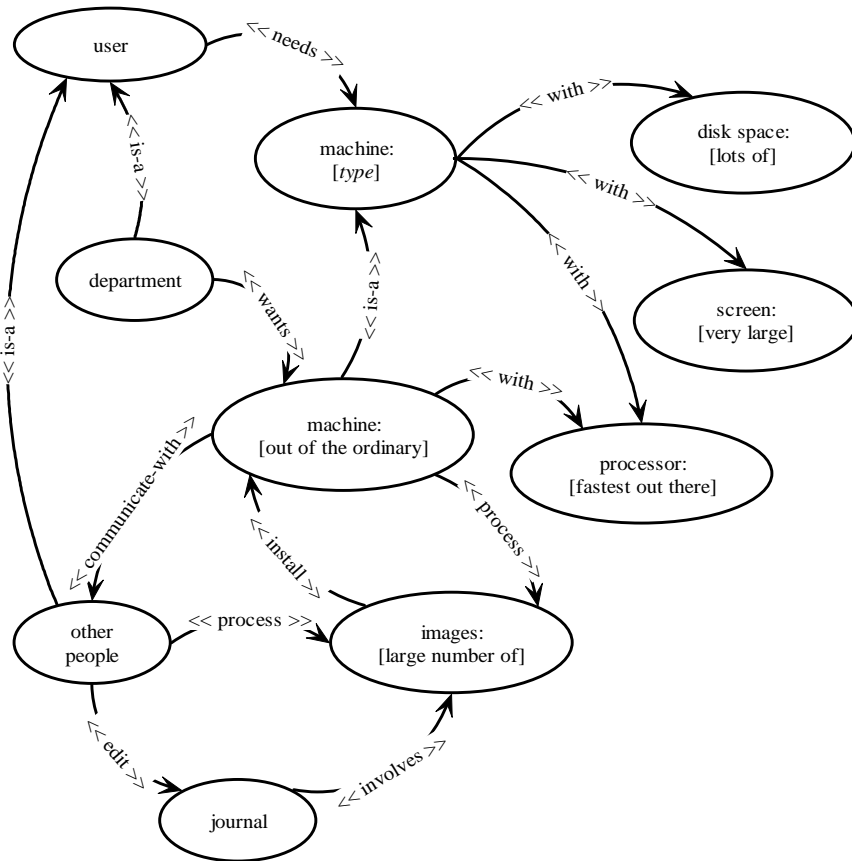 user
<< needs >>
<< with >>
disk space:
[lots of]
machine:
[type]
<< is-a >>
<< with >>
<< with >>
department
<< wants >>
<< is-a >>
screen:
[very large]
<< is-a >>
<< with >>
machine:
[out of the ordinary]
processor:
[fastest out there]
<< communicate-with >>
<< install >>
<< process >>
other
people
<< process >>
images:
[large number of]
<< edit >>
<< involves >>
journal